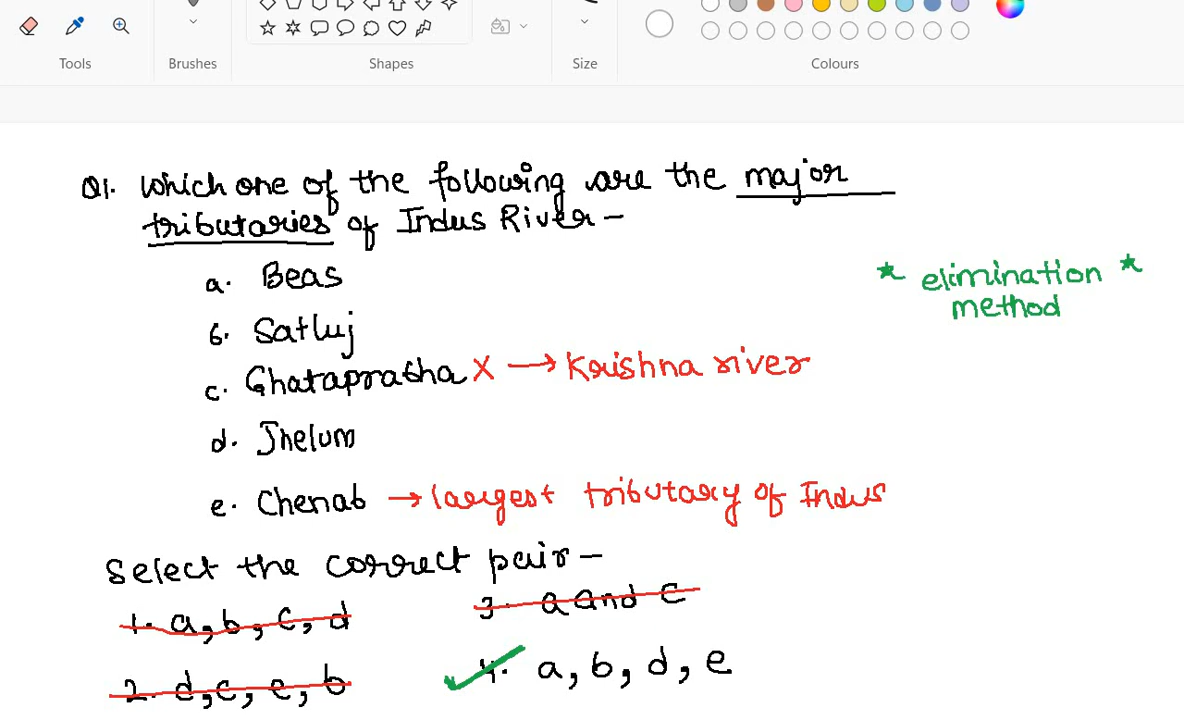 Tools
Brushes
Shapes
Size
Colours
Q1. Which one of the following are the major
tributaries of Indus River -
a. Beas
b. Satluj
c. Ghatapratha X → Krishna river
d. Jhelum
e. Chenab → largest tributary of Indus
* elimination *
method
Select the correct pair -
1. a, b, c, d
3. a and c
2. d, c, e, b
4. a, b, d, e